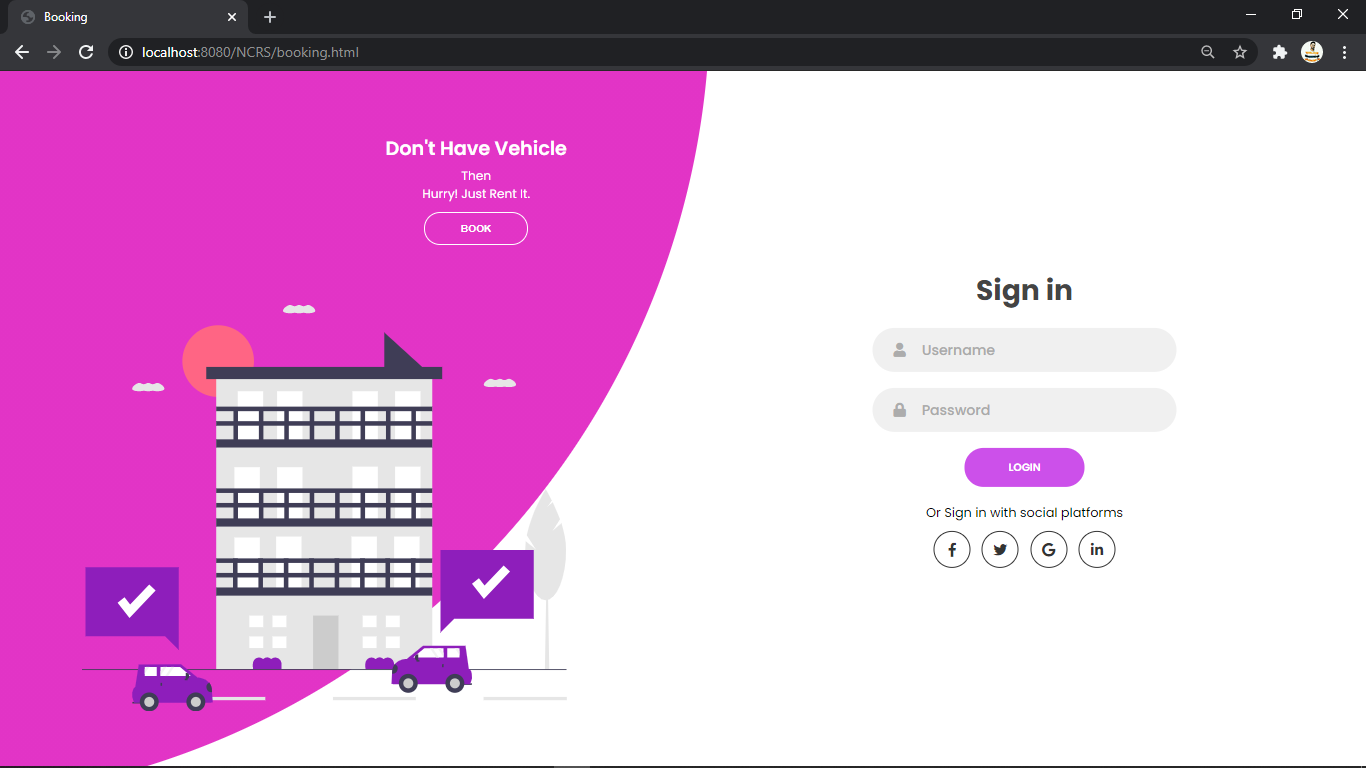 Booking
localhost:8080/NCRS/booking.html
Don't Have Vehicle
Then
Hurry! Just Rent It.
BOOK
Sign in
Username
Password
LOGIN
Or Sign in with social platforms